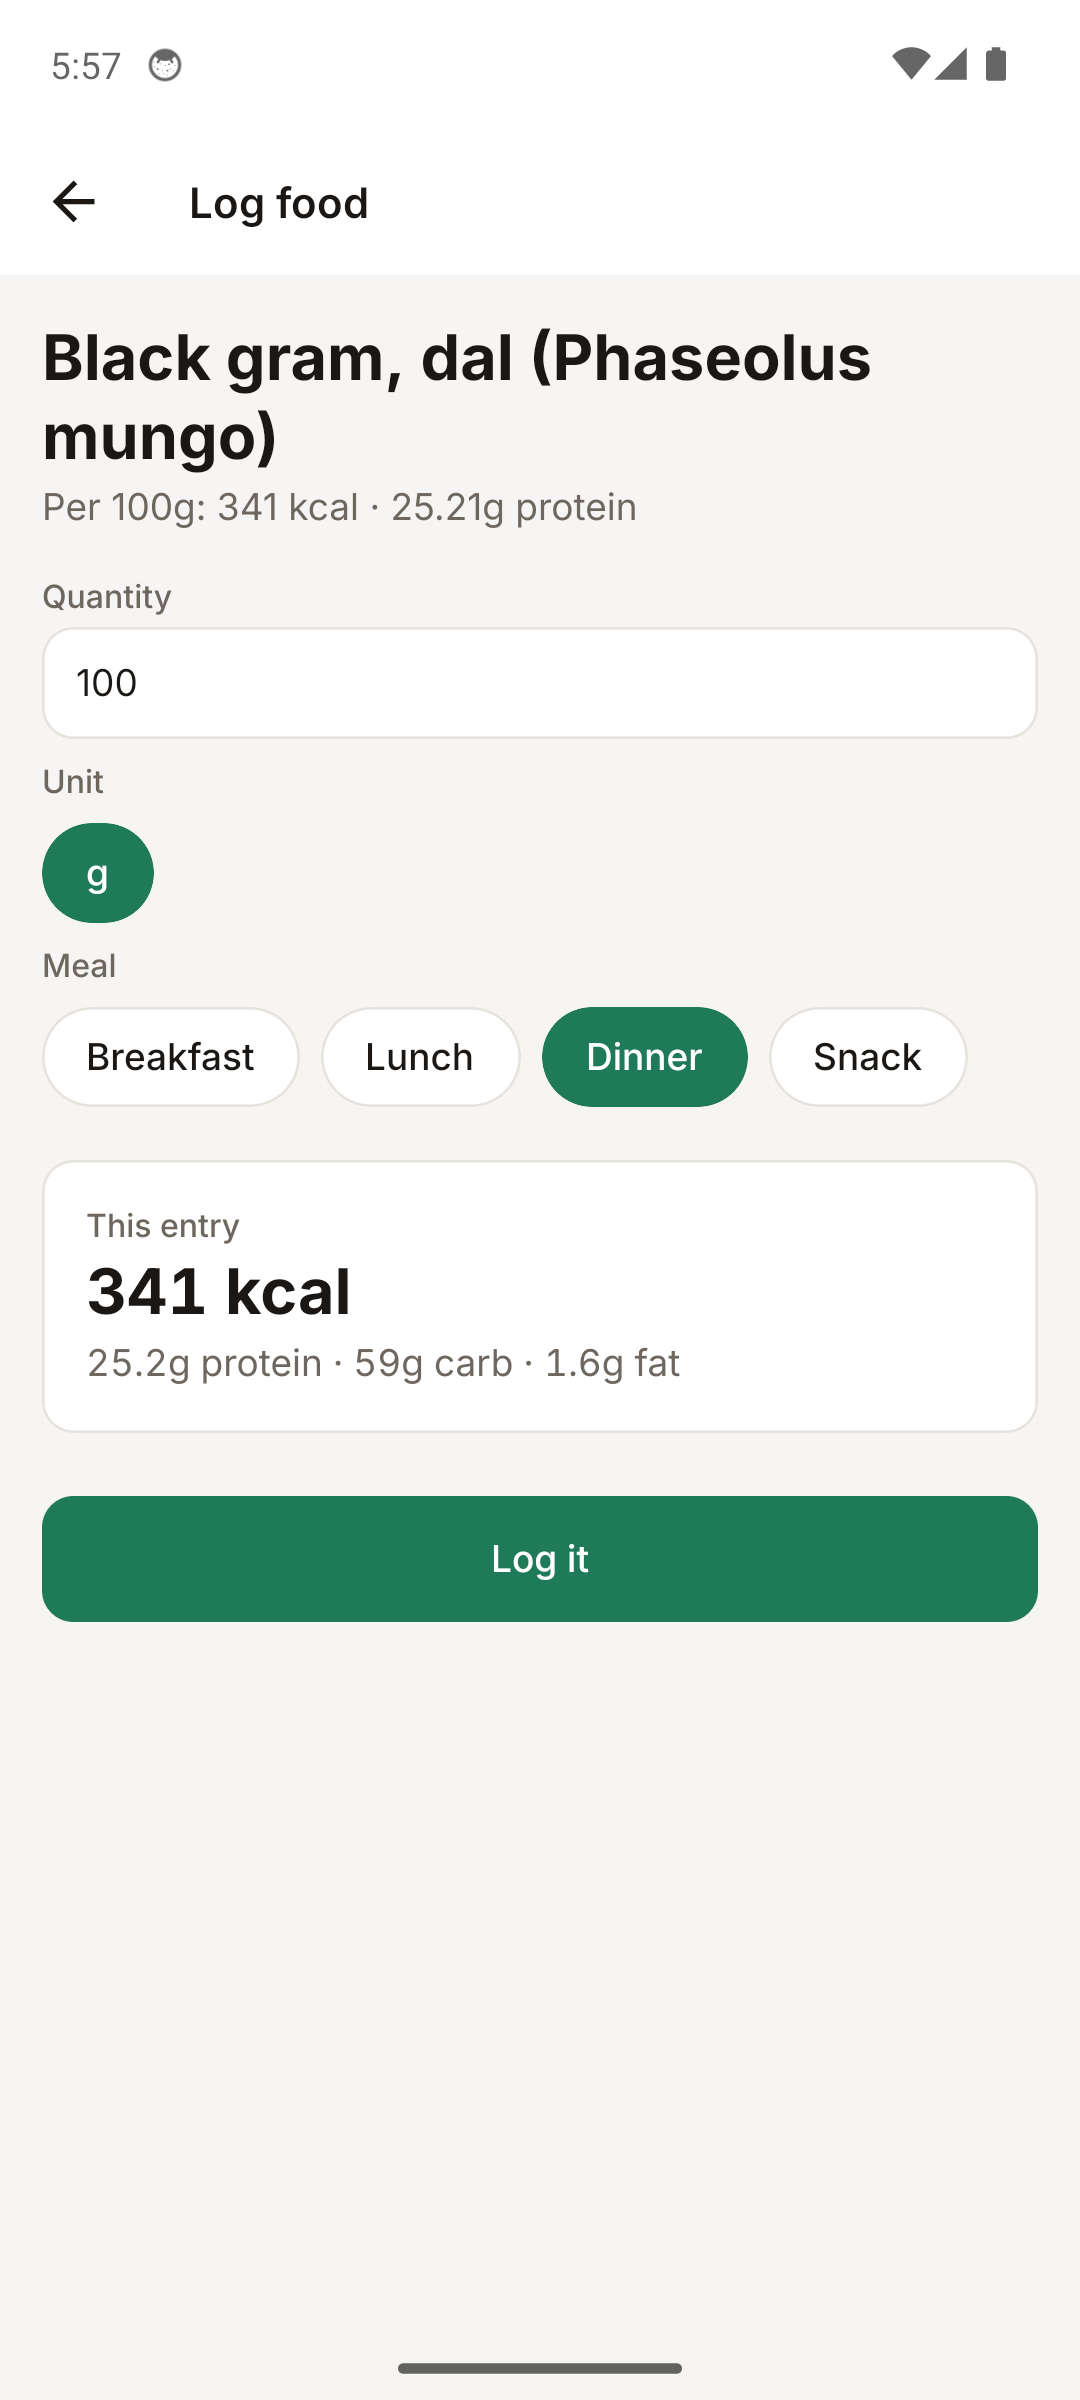 5:57
Log food
Black gram, dal (Phaseolus
mungo)
Per 100g: 341 kcal · 25.21g protein
Quantity
100
Unit
g
Meal
Breakfast
Lunch
Dinner
Snack
This entry
341 kcal
25.2g protein · 59g carb · 1.6g fat
Log it